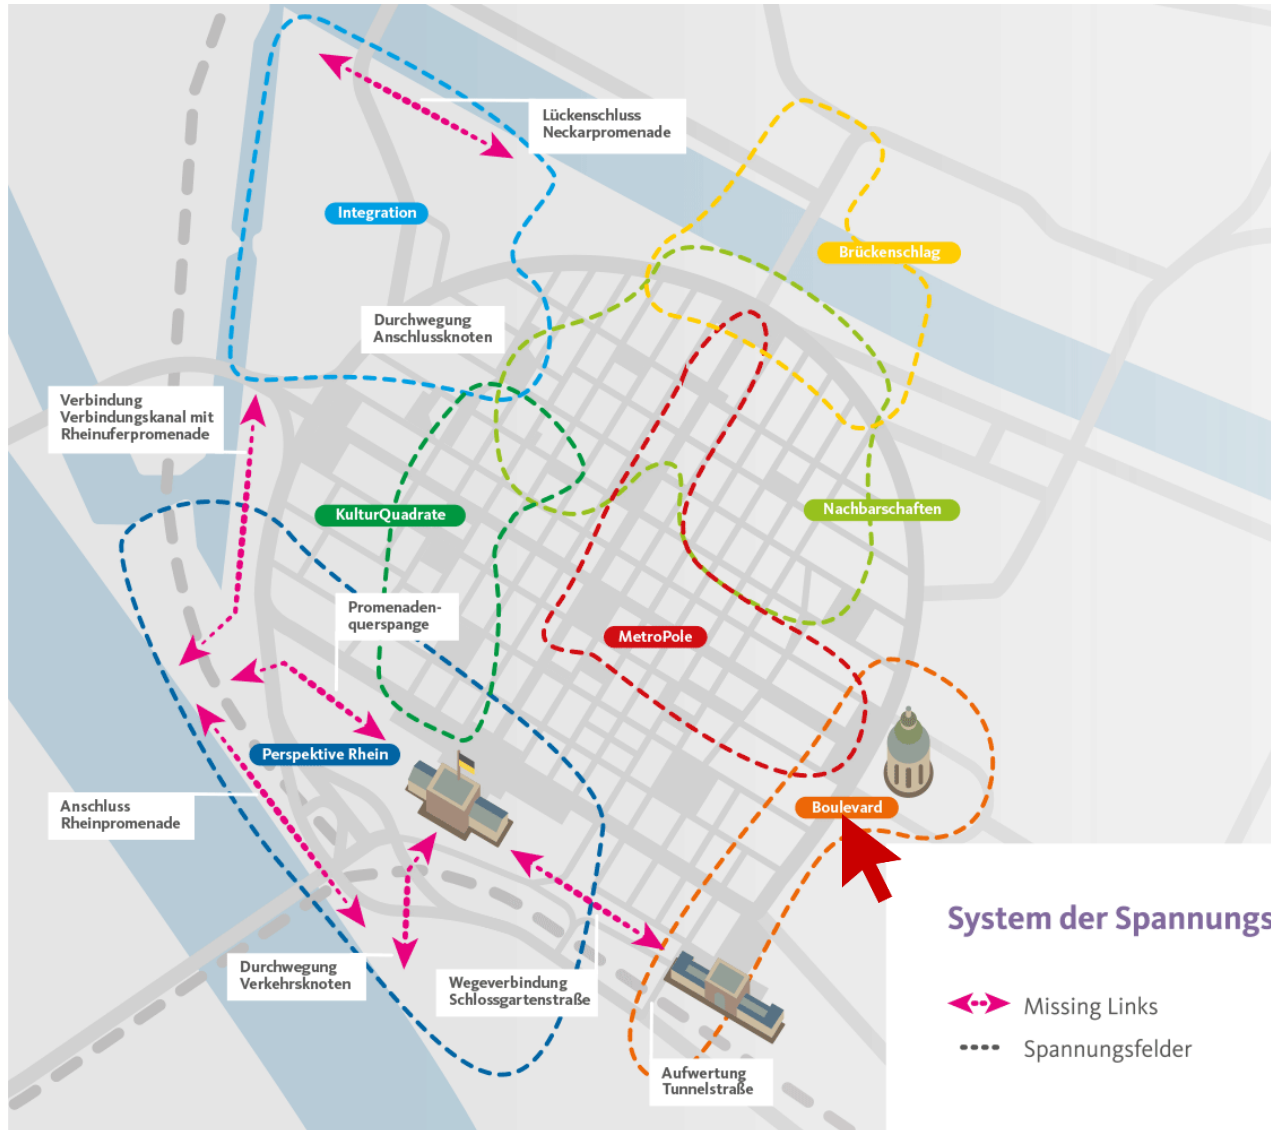 Lückenschluss
Neckarpromenade
Integration
Brückenschlag
Durchwegung
Anschlussknoten
Verbindung
Verbindungskanal mit
Rheinuferpromenade
KulturQuadrate
Nachbarschaften
Promenaden-
querspange
MetroPole
Perspektive Rhein
Anschluss
Rheinpromenade
Boulevard
System der Spannungs
Durchwegung
Verkehrsknoten
Wegeverbindung
Schlossgartenstraße
Missing Links
Spannungsfelder
Aufwertung
Tunnelstraße